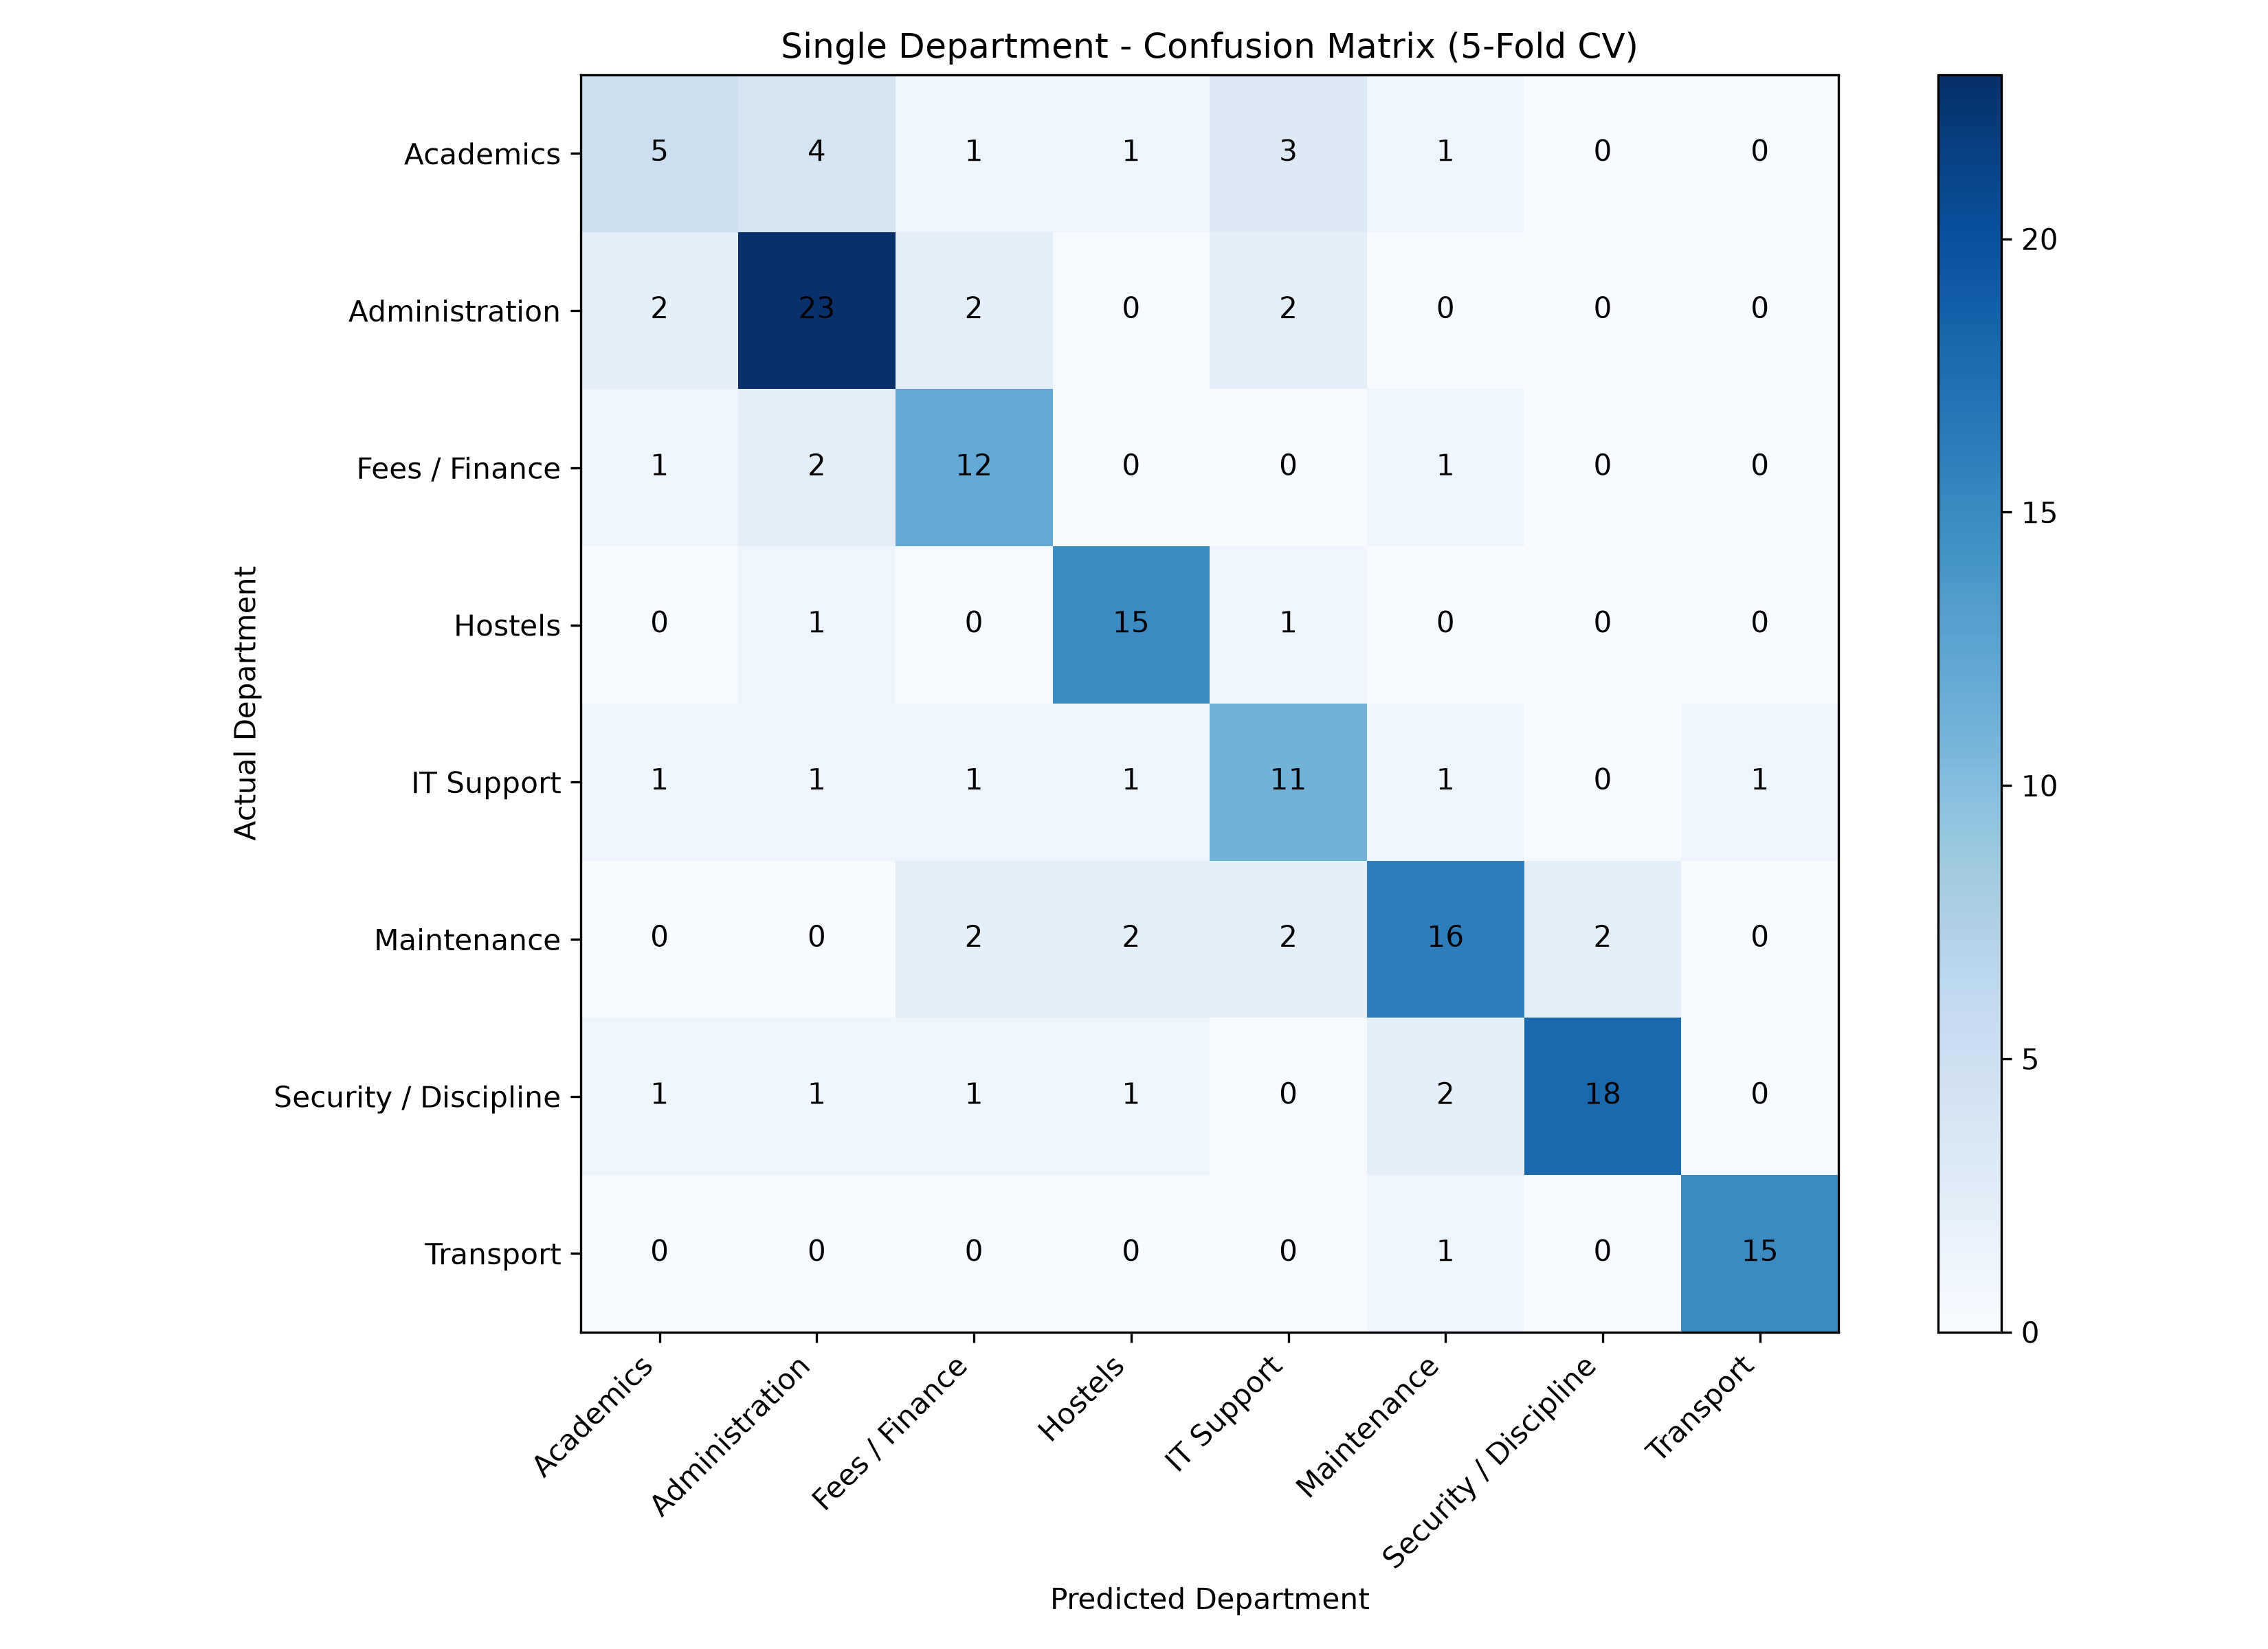 Single Department - Confusion Matrix (5-Fold CV)
Actual Department
Academics 5 4 1 1 3 1 0 0
Administration 2 23 2 0 2 0 0 0
Fees / Finance 1 2 12 0 0 1 0 0
Hostels 0 1 0 15 1 0 0 0
IT Support 1 1 1 1 11 1 0 1
Maintenance 0 0 2 2 2 16 2 0
Security / Discipline 1 1 1 1 0 2 18 0
Transport 0 0 0 0 0 1 0 15
Academics
Administration
Fees / Finance
Hostels
IT Support
Maintenance
Security / Discipline
Transport
Predicted Department
20
15
10
5
0